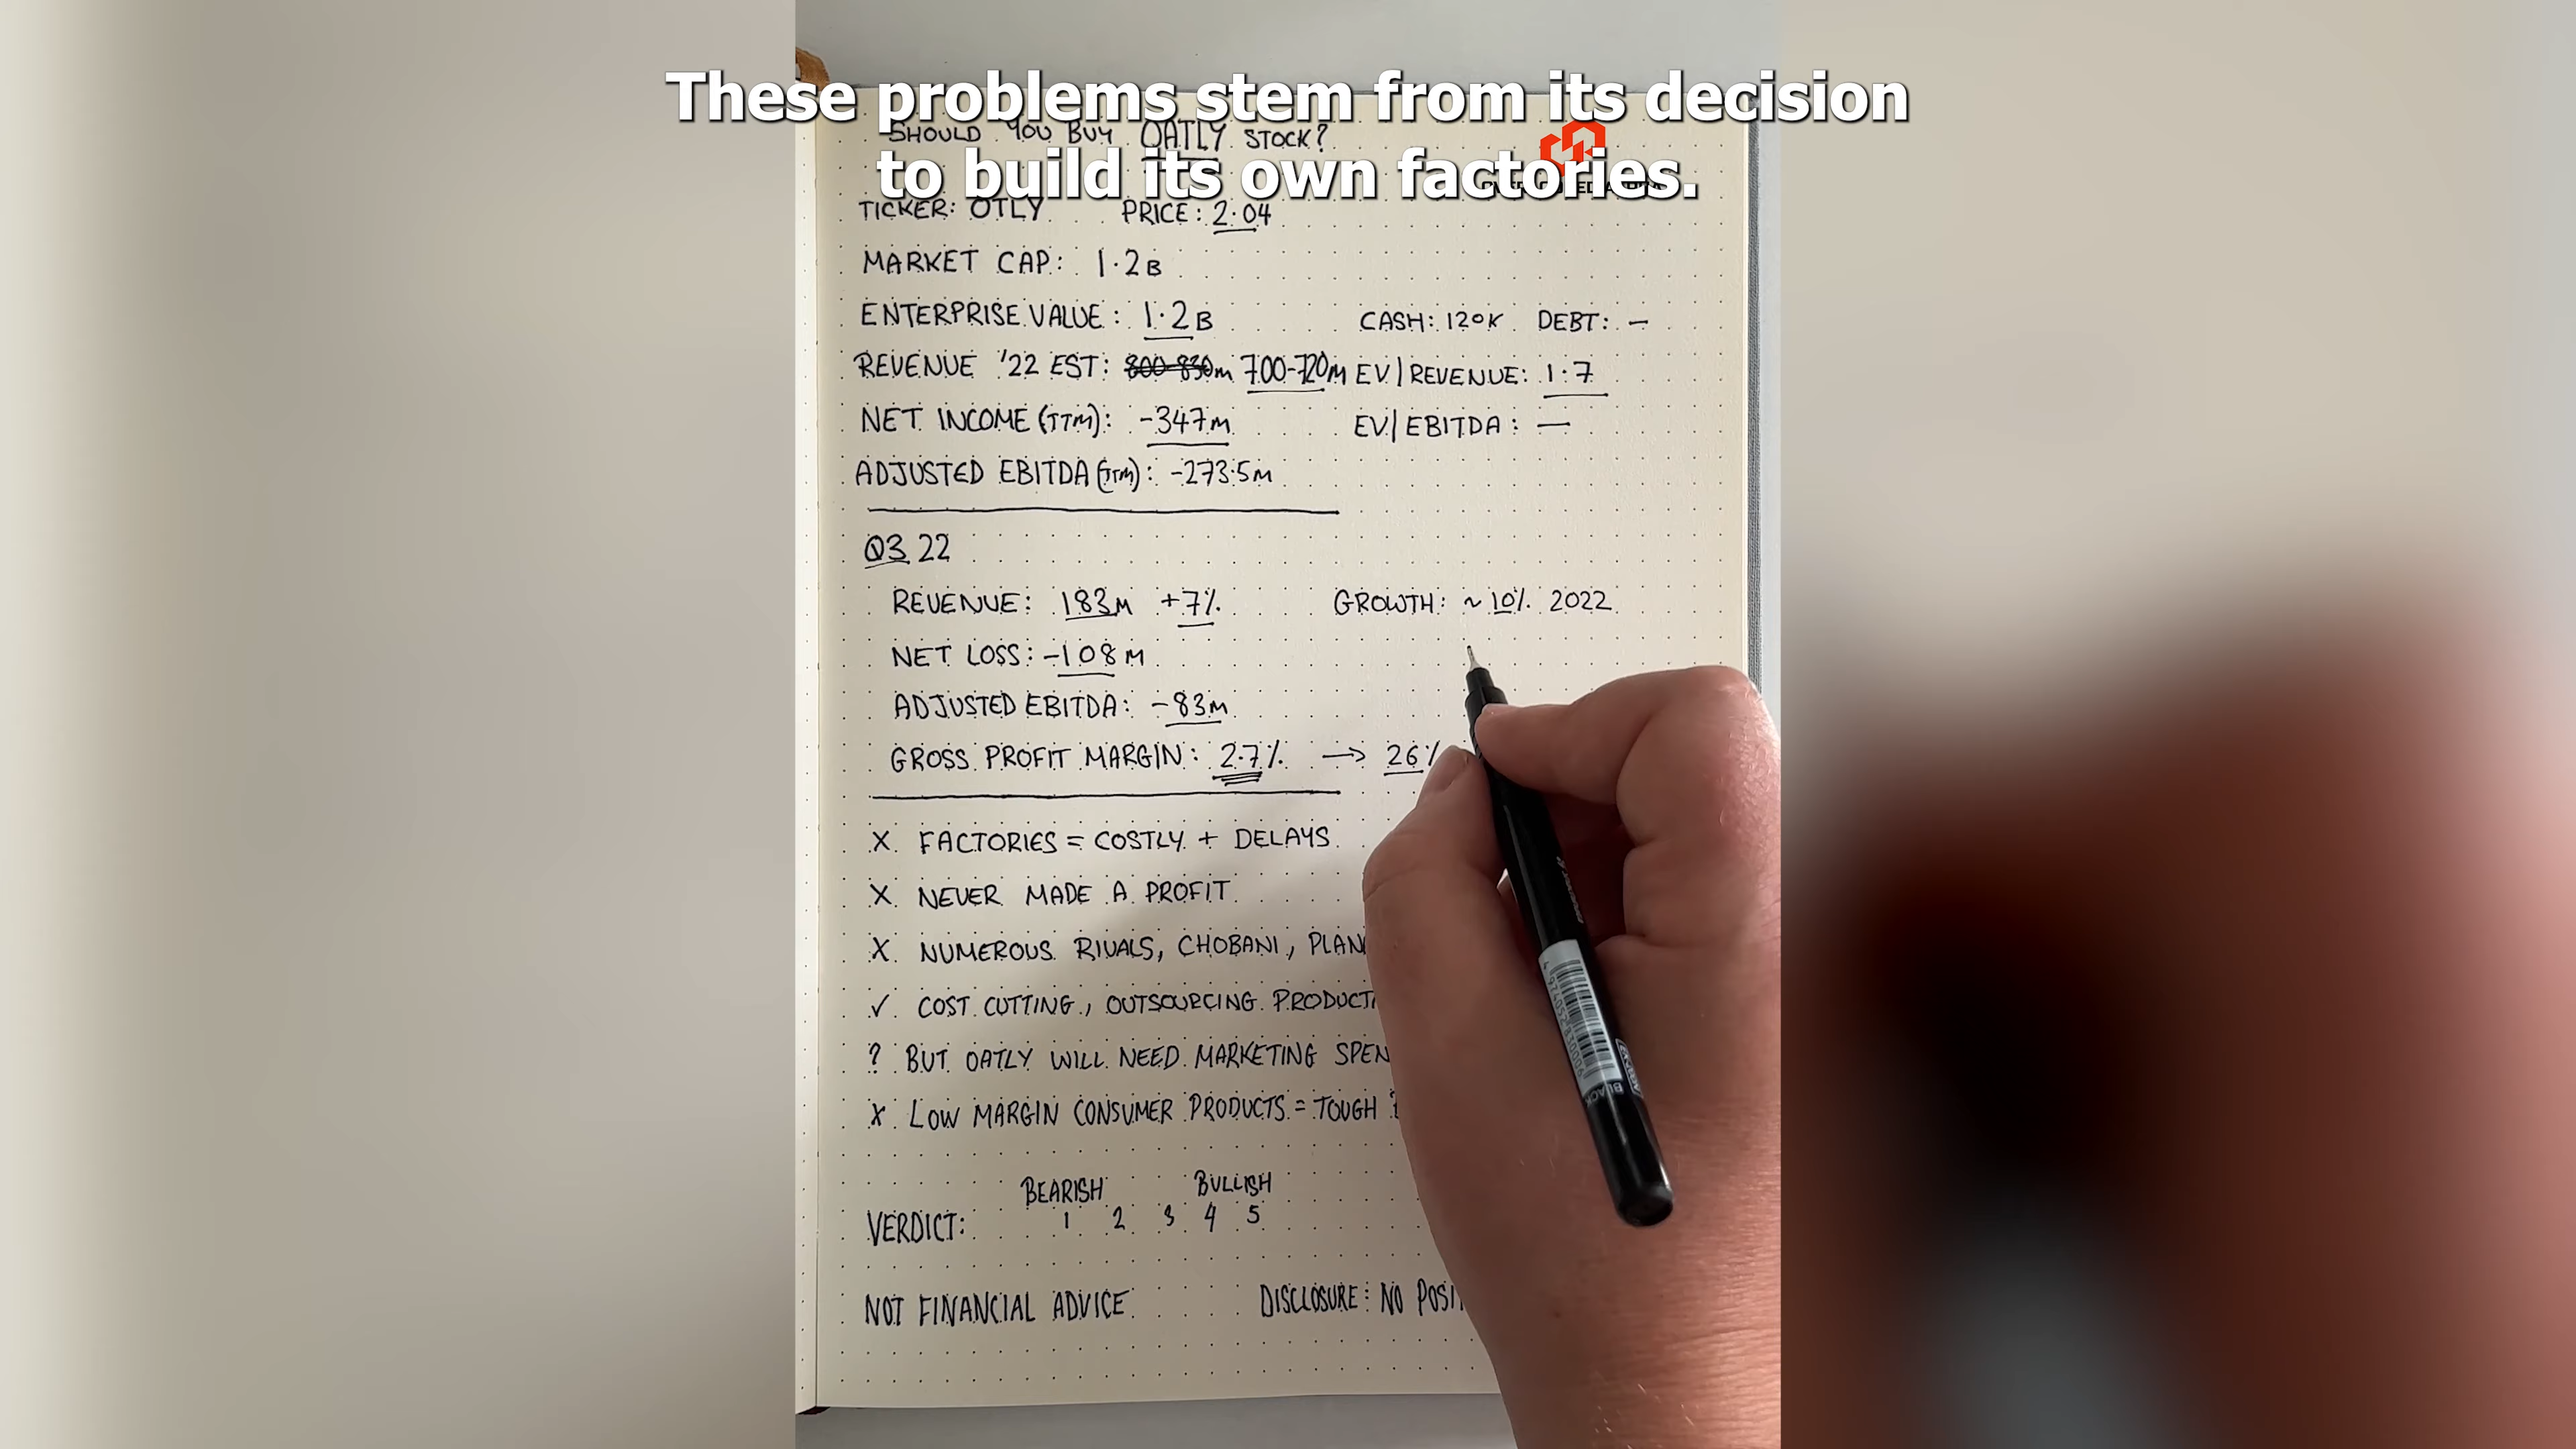 These problems stem from its decision
to build its own factories.
SHOULD YOU BUY OATLY STOCK?
TICKER: OTLY PRICE: 2.04
MARKET CAP: 1.2B
ENTERPRISE VALUE: 1.2B CASH: 120K DEBT: —
REVENUE '22 EST: 800-830M 700-720M EV/REVENUE: 1.7
NET INCOME (TTM): -347M EV/EBITDA: —
ADJUSTED EBITDA (TTM): -273.5M
Q3 22
REVENUE: 183M +7% GROWTH: ~10% 2022
NET LOSS: -108M
ADJUSTED EBITDA: -83M
GROSS PROFIT MARGIN: 2.7% → 26%
X FACTORIES = COSTLY + DELAYS
X NEVER MADE A PROFIT
X NUMEROUS RIVALS, CHOBANI,
✓ COST CUTTING, OUTSOURCING
? BUT OATLY WILL NEED MARKETING
X LOW MARGIN CONSUMER PRODUCTS = TOUGH
BEARISH BULLISH
VERDICT: 1 2 3 4 5
NOT FINANCIAL ADVICE DISCLOSURE: NO
BLACK